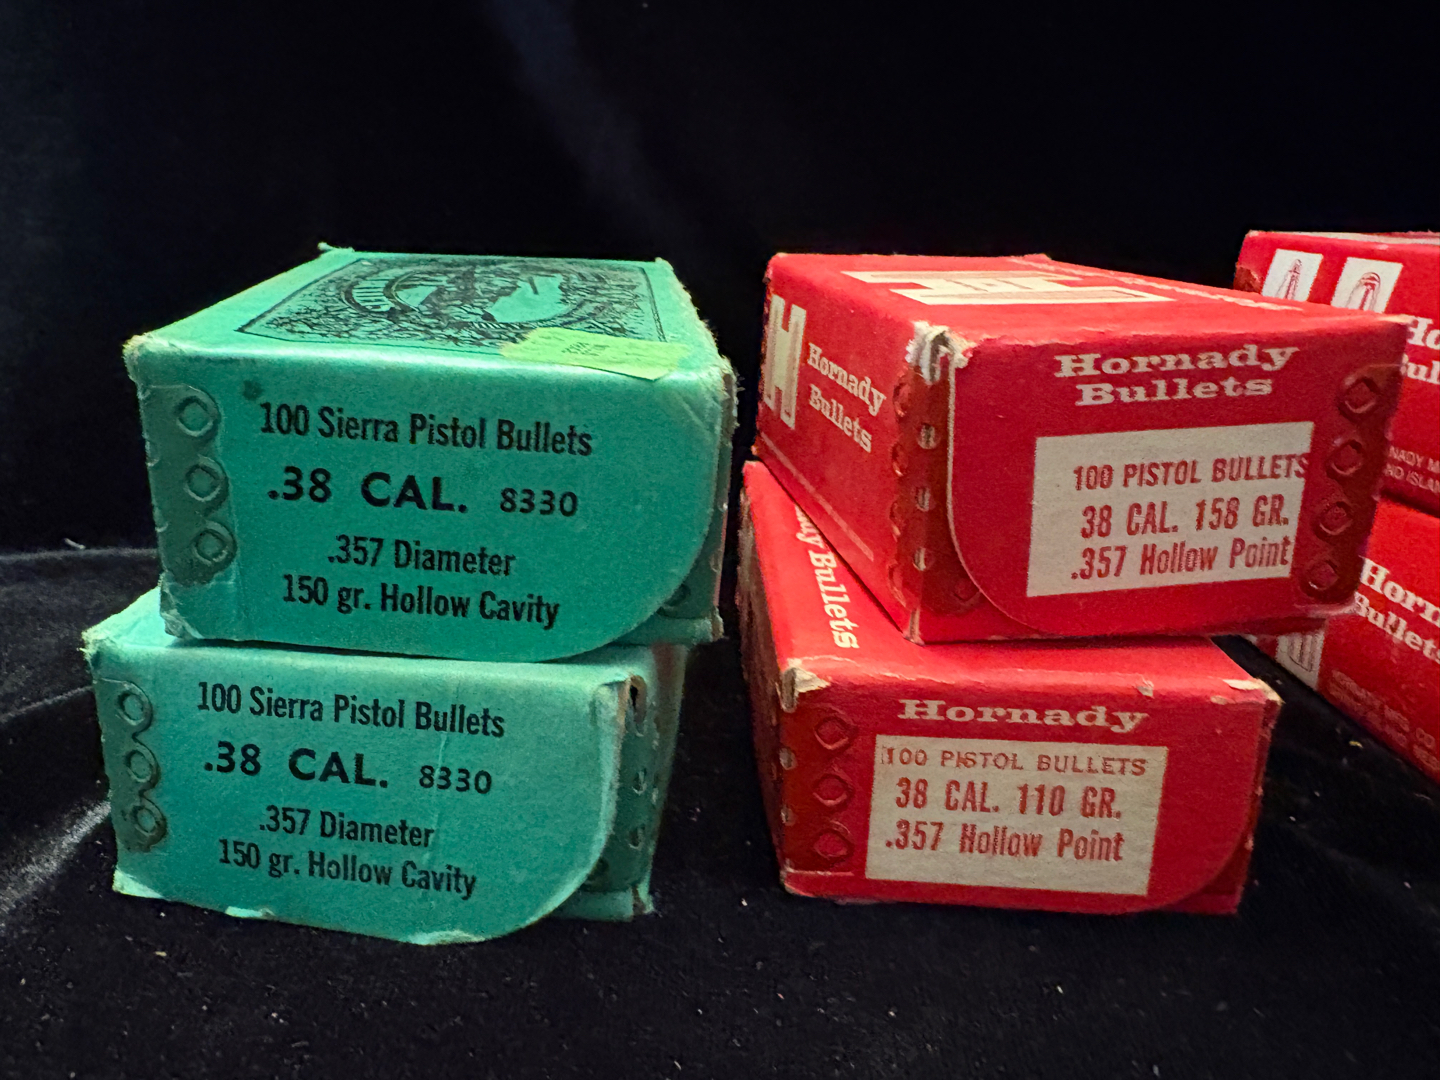 100 Sierra Pistol Bullets
.38 CAL. 8330
.357 Diameter
150 gr. Hollow Cavity
100 Sierra Pistol Bullets
.38 CAL. 8330
.357 Diameter
150 gr. Hollow Cavity
H
Hornady
Bullets
Hornady
Bullets
100 PISTOL BULLETS
38 CAL. 158 GR.
.357 Hollow Point
Bullets
Hornady
100 PISTOL BULLETS
38 CAL. 110 GR.
.357 Hollow Point